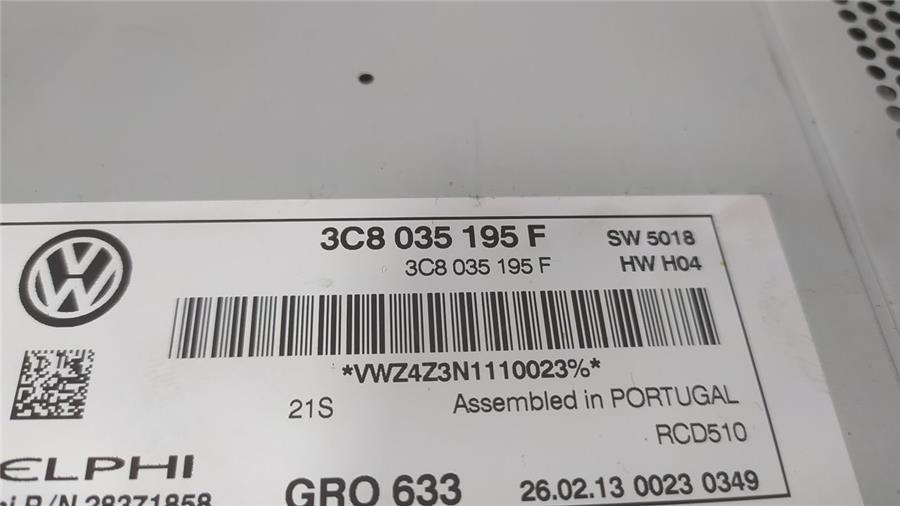 3C8 035 195 F SW 5018
3C8 035 195 F HW H04
*VWZ4Z3N1110023%*
21S Assembled in PORTUGAL
RCD510
ELPHI
P/N 28371858 GRO 633 26.02.13 0023 0349